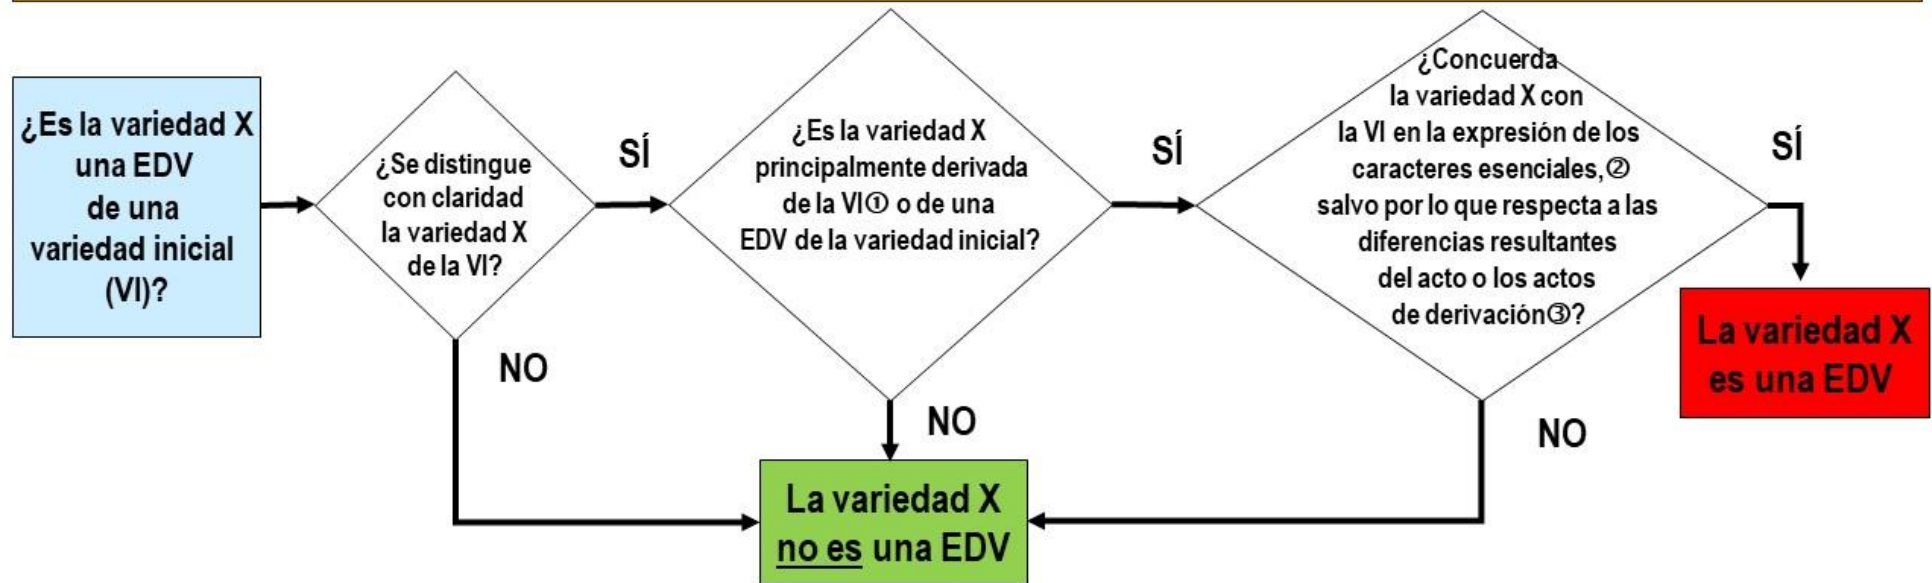 ¿Es la variedad X
una EDV
de una
variedad inicial
(VI)?
¿Se distingue
con claridad
la variedad X
de la VI?
SÍ
NO
¿Es la variedad X
principalmente derivada
de la VI① o de una
EDV de la variedad inicial?
SÍ
NO
¿Concuerda
la variedad X con
la VI en la expresión de los
caracteres esenciales,②
salvo por lo que respecta a las
diferencias resultantes
del acto o los actos
de derivación③?
SÍ
NO
La variedad X
es una EDV
La variedad X
no es una EDV